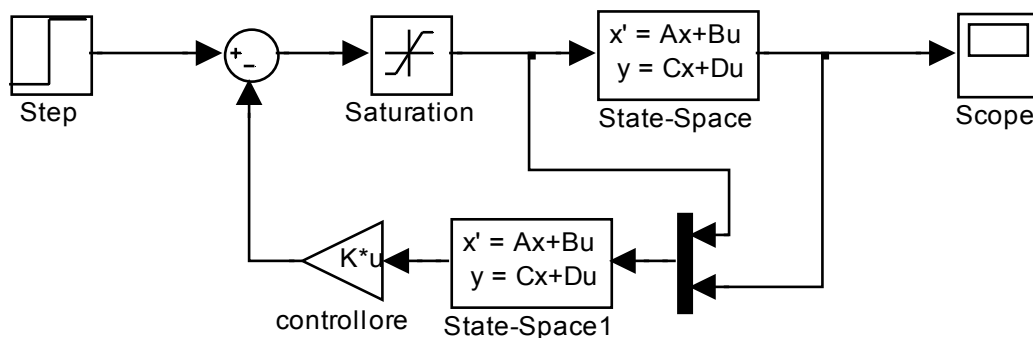 Step
+
−
Saturation
x' = Ax+Bu
y = Cx+Du
State-Space
Scope
K*u
controllore
x' = Ax+Bu
y = Cx+Du
State-Space1